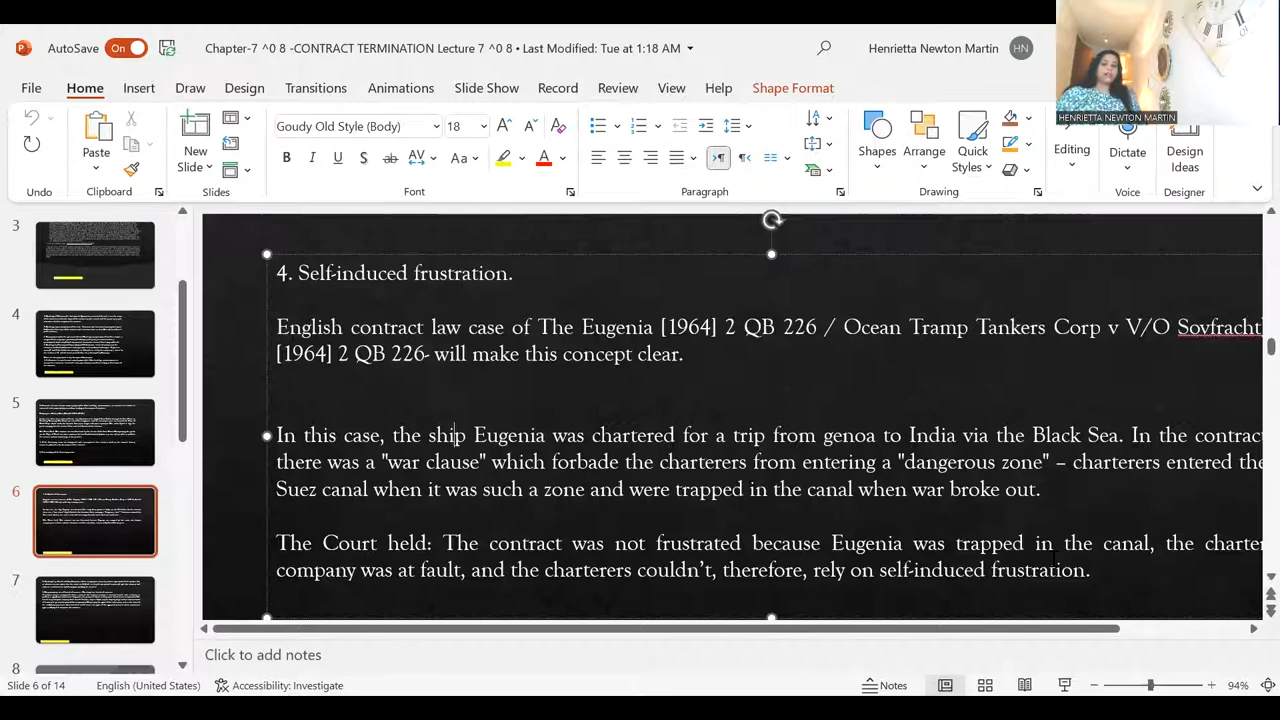 AutoSave On Chapter-7 ^0 8 -CONTRACT TERMINATION Lecture 7 ^0 8 • Last Modified: Tue at 1:18 AM Henrietta Newton Martin HN
HENRIETTA NEWTON MARTIN
File Home Insert Draw Design Transitions Animations Slide Show Record Review View Help Shape Format
Paste New Slide Goudy Old Style (Body) 18 Shapes Arrange Quick Styles Editing Dictate Design Ideas
Undo Clipboard Slides Font Paragraph Drawing Voice Designer
3
4
5
6
7
8
4. Self-induced frustration.
English contract law case of The Eugenia [1964] 2 QB 226 / Ocean Tramp Tankers Corp v V/O Sovfracht
[1964] 2 QB 226- will make this concept clear.
In this case, the ship Eugenia was chartered for a trip from genoa to India via the Black Sea. In the contrac
there was a "war clause" which forbade the charterers from entering a "dangerous zone" – charterers entered the
Suez canal when it was such a zone and were trapped in the canal when war broke out.
The Court held: The contract was not frustrated because Eugenia was trapped in the canal, the charter
company was at fault, and the charterers couldn't, therefore, rely on self-induced frustration.
Click to add notes
Slide 6 of 14 English (United States) Accessibility: Investigate Notes 94%